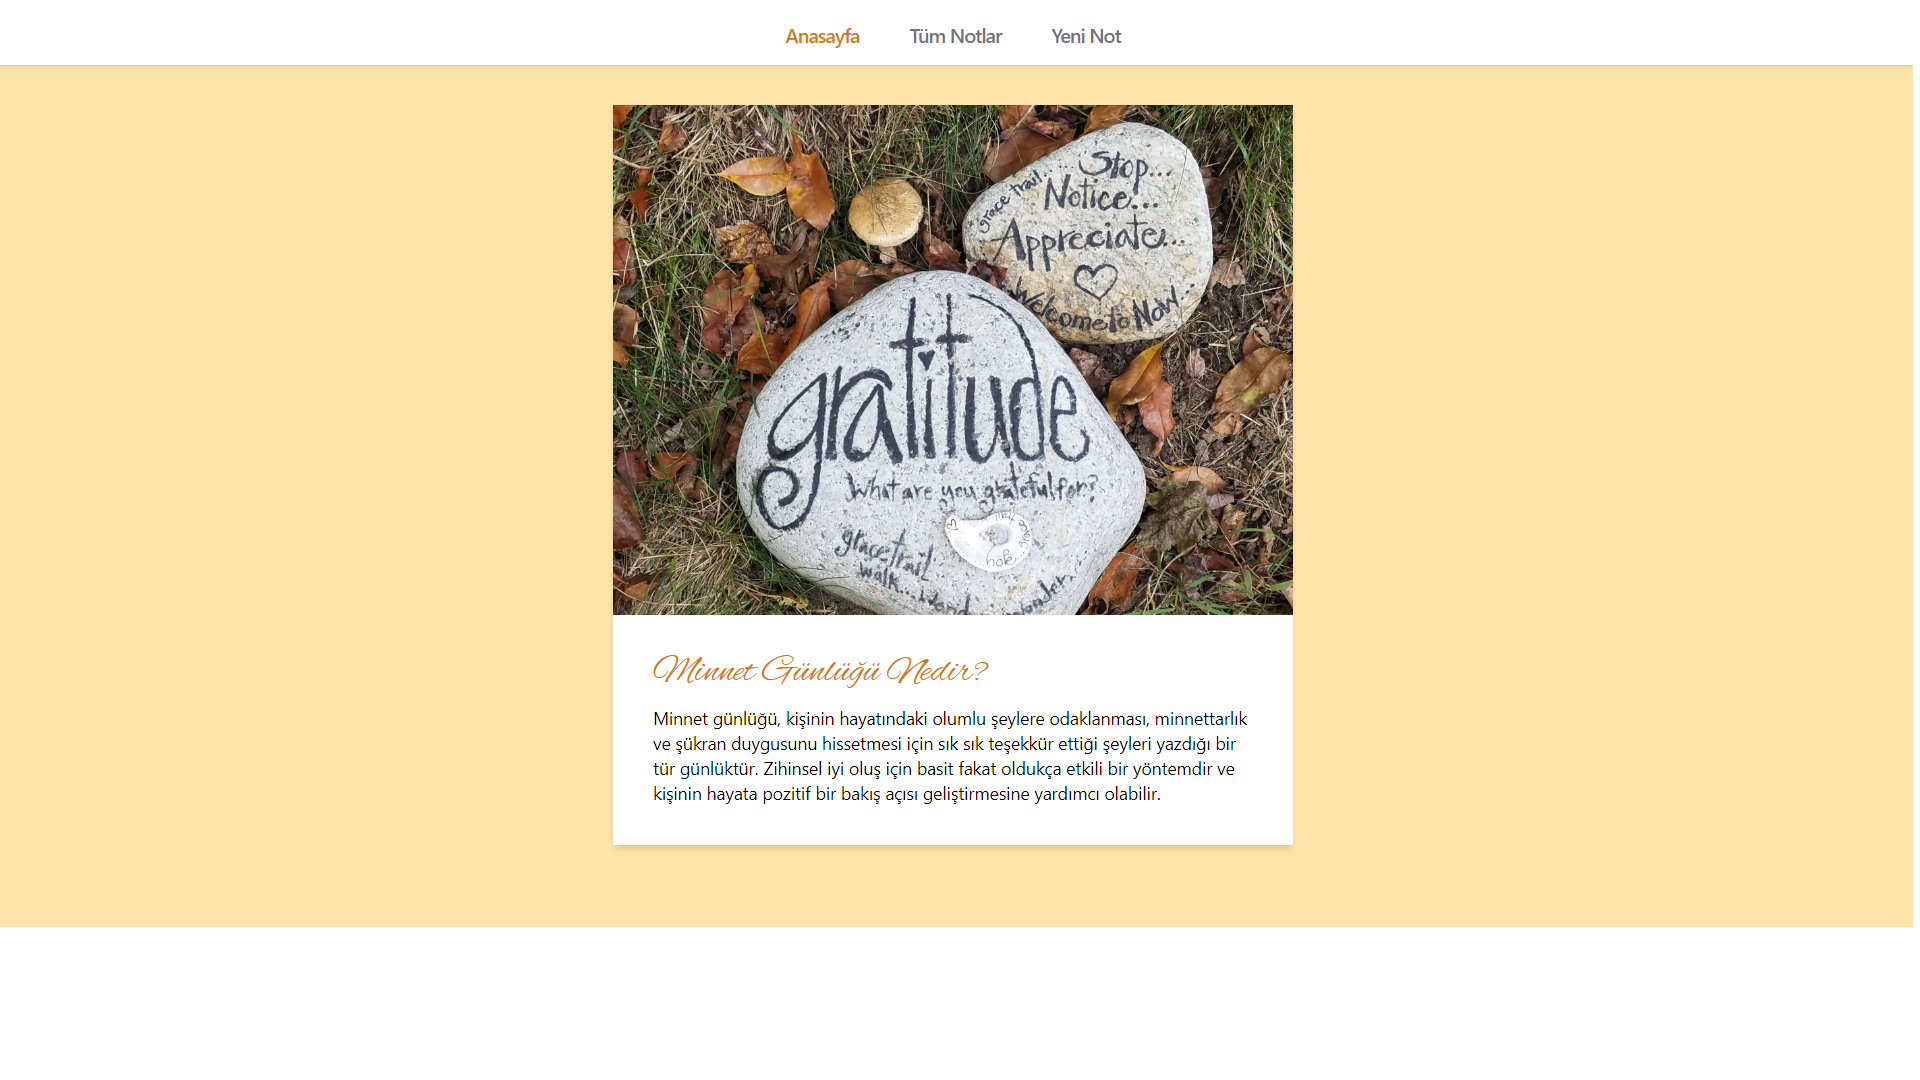 Anasayfa Tüm Notlar Yeni Not
Stop...
grace trail...
Notice...
Appreciate...
Welcome to Now...
gratitude
What are you grateful for?
grace trail
walk...
Minnet Günlüğü Nedir?
Minnet günlüğü, kişinin hayatındaki olumlu şeylere odaklanması, minnettarlık
ve şükran duygusunu hissetmesi için sık sık teşekkür ettiği şeyleri yazdığı bir
tür günlüktür. Zihinsel iyi oluş için basit fakat oldukça etkili bir yöntemdir ve
kişinin hayata pozitif bir bakış açısı geliştirmesine yardımcı olabilir.